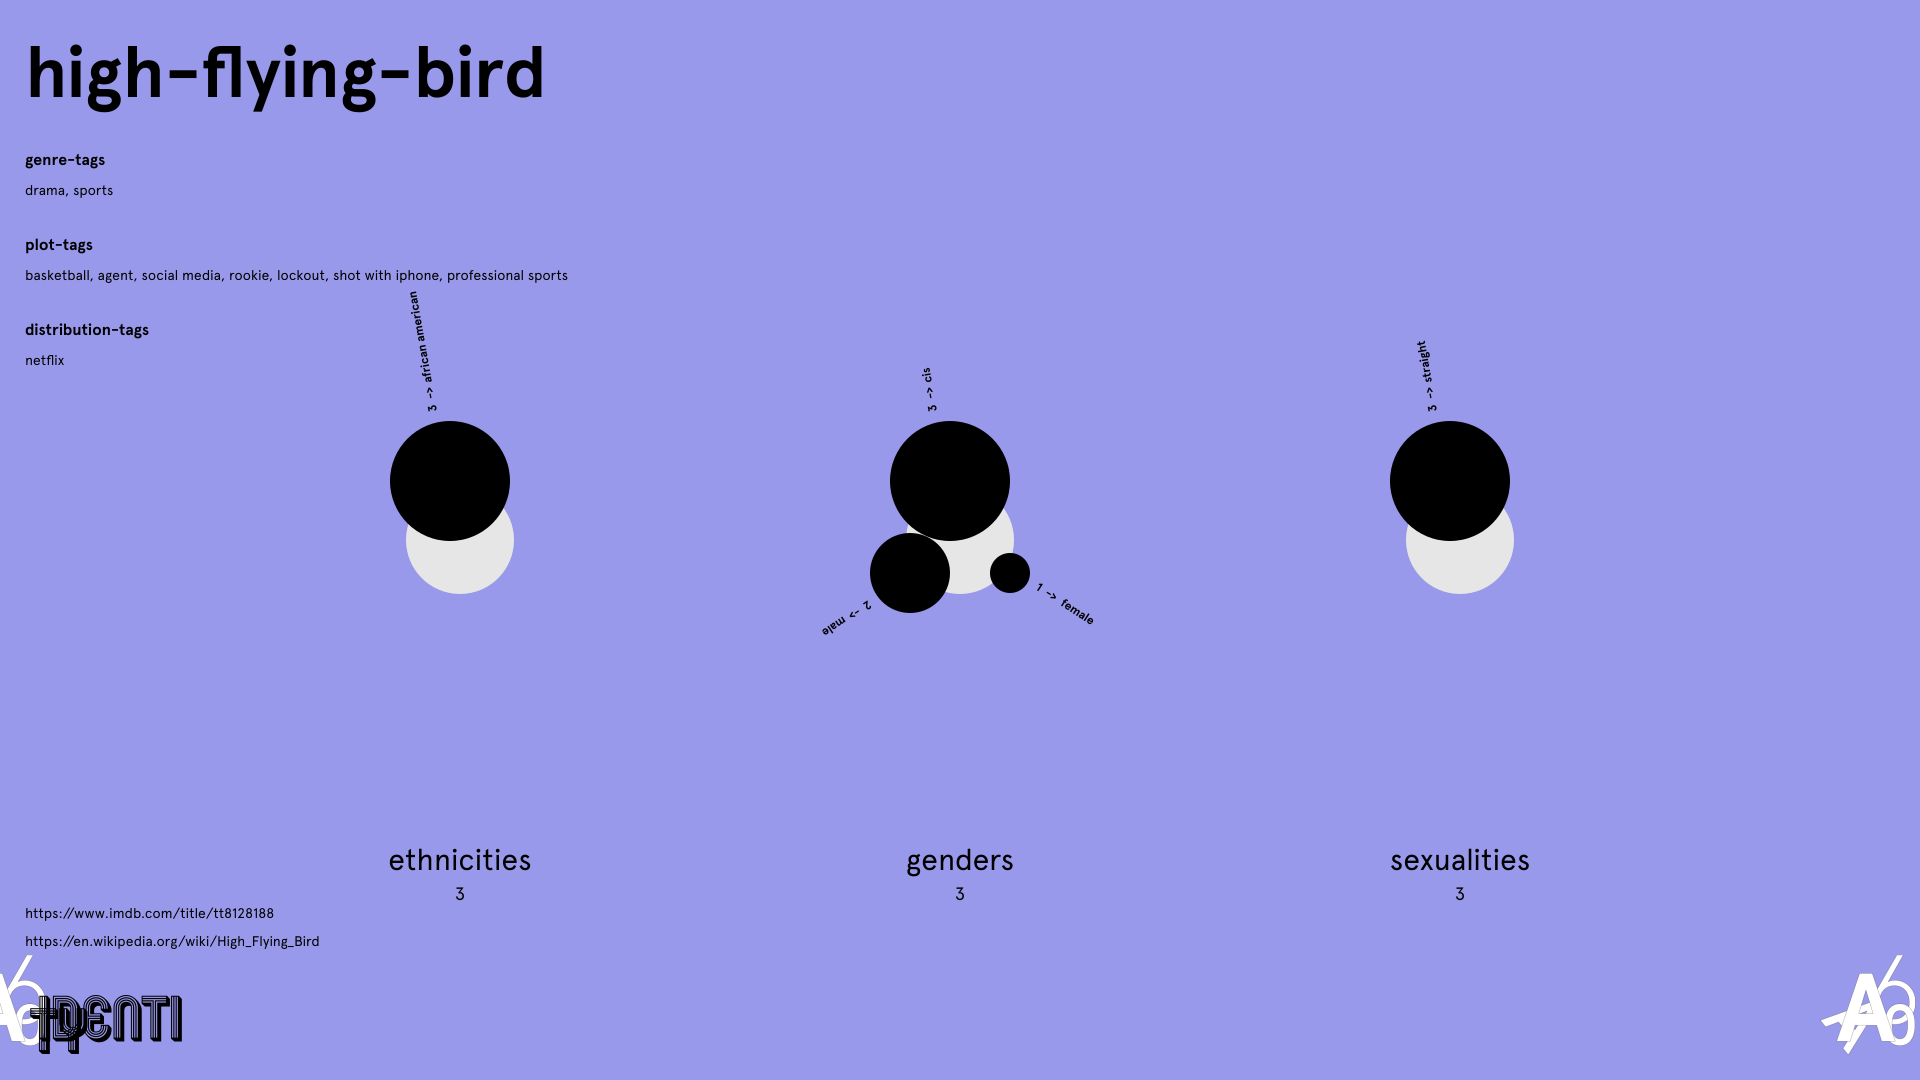 high-flying-bird
genre-tags
drama, sports
plot-tags
basketball, agent, social media, rookie, lockout, shot with iphone, professional sports
distribution-tags
netflix
3 -> african american
3 -> cis
2 -> male
1 -> female
3 -> straight
ethnicities
3
genders
3
sexualities
3
https://www.imdb.com/title/tt8128188
https://en.wikipedia.org/wiki/High_Flying_Bird
IDENTI